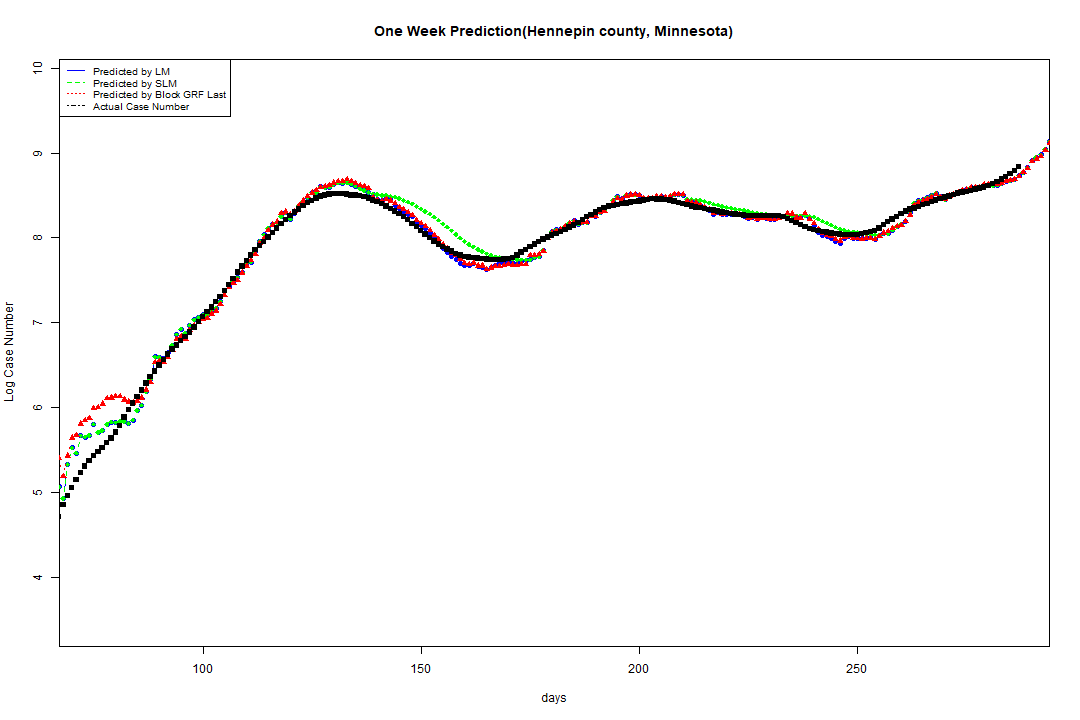 One Week Prediction(Hennepin county, Minnesota)
Predicted by LM
Predicted by SLM
Predicted by Block GRF Last
Actual Case Number
10
9
8
7
6
5
4
Log Case Number
100
150
200
250
days